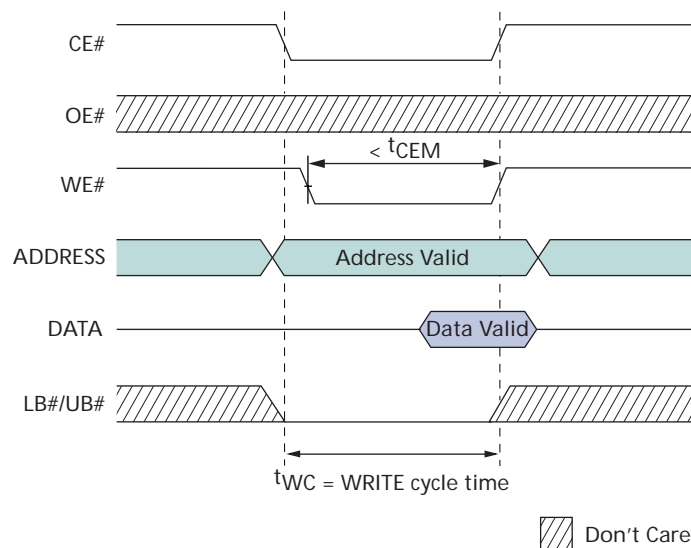 CE#
OE#
< tCEM
WE#
ADDRESS
Address Valid
DATA
Data Valid
LB#/UB#
tWC = WRITE cycle time
Don't Care